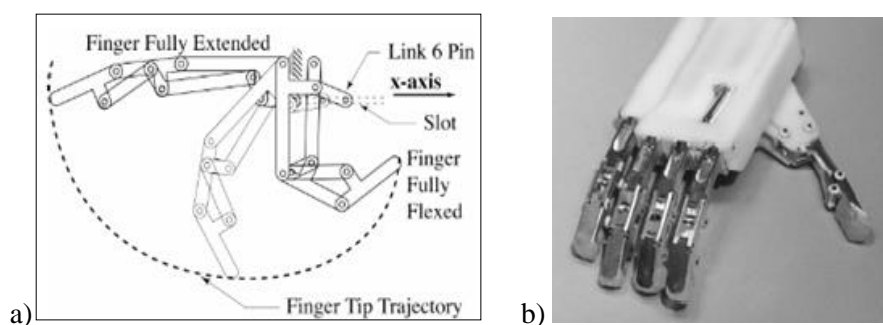 Finger Fully Extended
Link 6 Pin
x-axis
Slot
Finger
Fully
Flexed
Finger Tip Trajectory
a)
b)